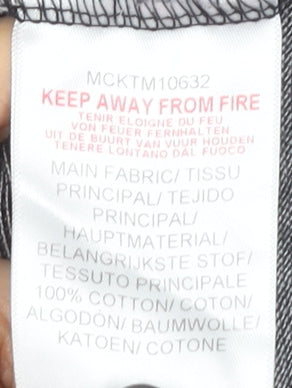 MCKTM10632
KEEP AWAY FROM FIRE
TENIR ELOIGNE DU FEU
VON FEUER FERNHALTEN
UIT DE BUURT VAN VUUR HOUDEN
TENERE LONTANO DAL FUOCO
MAIN FABRIC/ TISSU
PRINCIPAL/ TEJIDO
PRINCIPAL/
HAUPTMATERIAL/
BELANGRIJKSTE STOF/
TESSUTO PRINCIPALE
100% COTTON/ COTON/
ALGODÓN/ BAUMWOLLE/
KATOEN/ COTONE